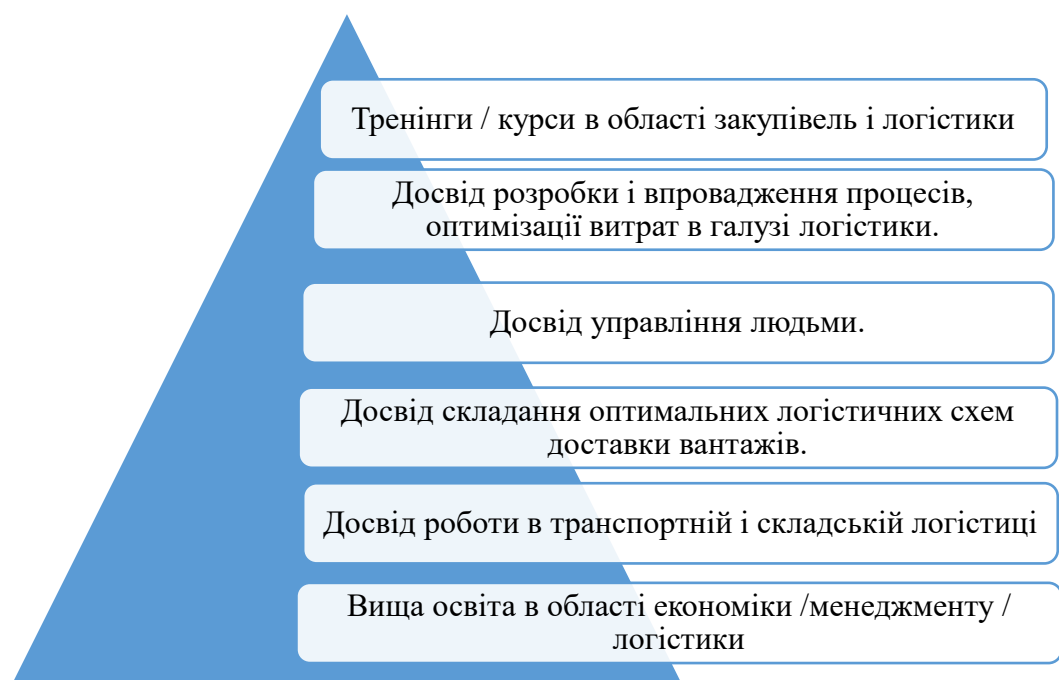 Тренінги / курси в області закупівель і логістики
Досвід розробки і впровадження процесів,
оптимізації витрат в галузі логістики.
Досвід управління людьми.
Досвід складання оптимальних логістичних схем
доставки вантажів.
Досвід роботи в транспортній і складській логістиці
Вища освіта в області економіки /менеджменту /
логістики